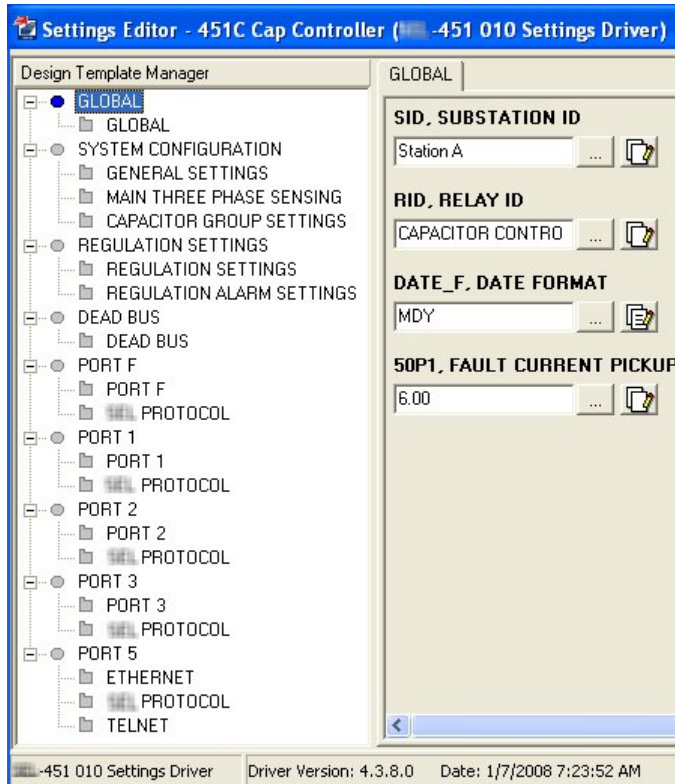 Settings Editor - 451C Cap Controller ( -451 010 Settings Driver)
Design Template Manager
GLOBAL
GLOBAL
SYSTEM CONFIGURATION
GENERAL SETTINGS
MAIN THREE PHASE SENSING
CAPACITOR GROUP SETTINGS
REGULATION SETTINGS
REGULATION SETTINGS
REGULATION ALARM SETTINGS
DEAD BUS
DEAD BUS
PORT F
PORT F
PROTOCOL
PORT 1
PORT 1
PROTOCOL
PORT 2
PORT 2
PROTOCOL
PORT 3
PORT 3
PROTOCOL
PORT 5
ETHERNET
PROTOCOL
TELNET
GLOBAL
SID, SUBSTATION ID
Station A
...
RID, RELAY ID
CAPACITOR CONTRO
...
DATE_F, DATE FORMAT
MDY
...
50P1, FAULT CURRENT PICKUP
6.00
...
-451 010 Settings Driver
Driver Version: 4.3.8.0
Date: 1/7/2008 7:23:52 AM